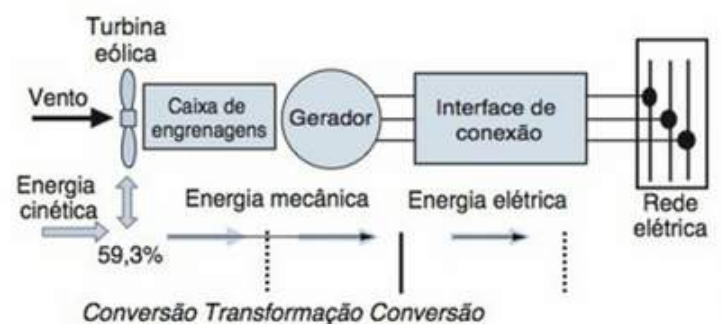 Turbina
eólica
Vento
Caixa de
engrenagens
Gerador
Interface de
conexão
Energia
cinética
Energia mecânica
Energia elétrica
Rede
elétrica
59,3%
Conversão Transformação Conversão